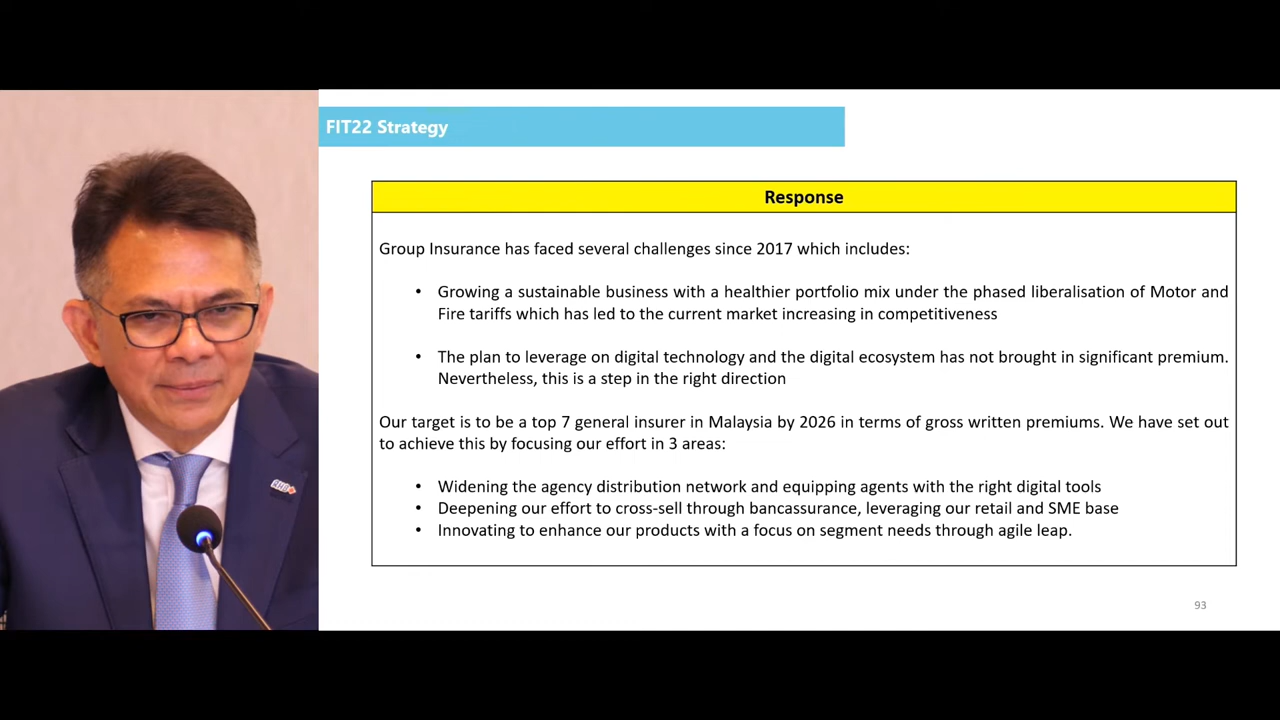 FIT22 Strategy
Response
Group Insurance has faced several challenges since 2017 which includes:
• Growing a sustainable business with a healthier portfolio mix under the phased liberalisation of Motor and
Fire tariffs which has led to the current market increasing in competitiveness
• The plan to leverage on digital technology and the digital ecosystem has not brought in significant premium.
Nevertheless, this is a step in the right direction
Our target is to be a top 7 general insurer in Malaysia by 2026 in terms of gross written premiums. We have set out
to achieve this by focusing our effort in 3 areas:
• Widening the agency distribution network and equipping agents with the right digital tools
• Deepening our effort to cross-sell through bancassurance, leveraging our retail and SME base
• Innovating to enhance our products with a focus on segment needs through agile leap.
93
RHB